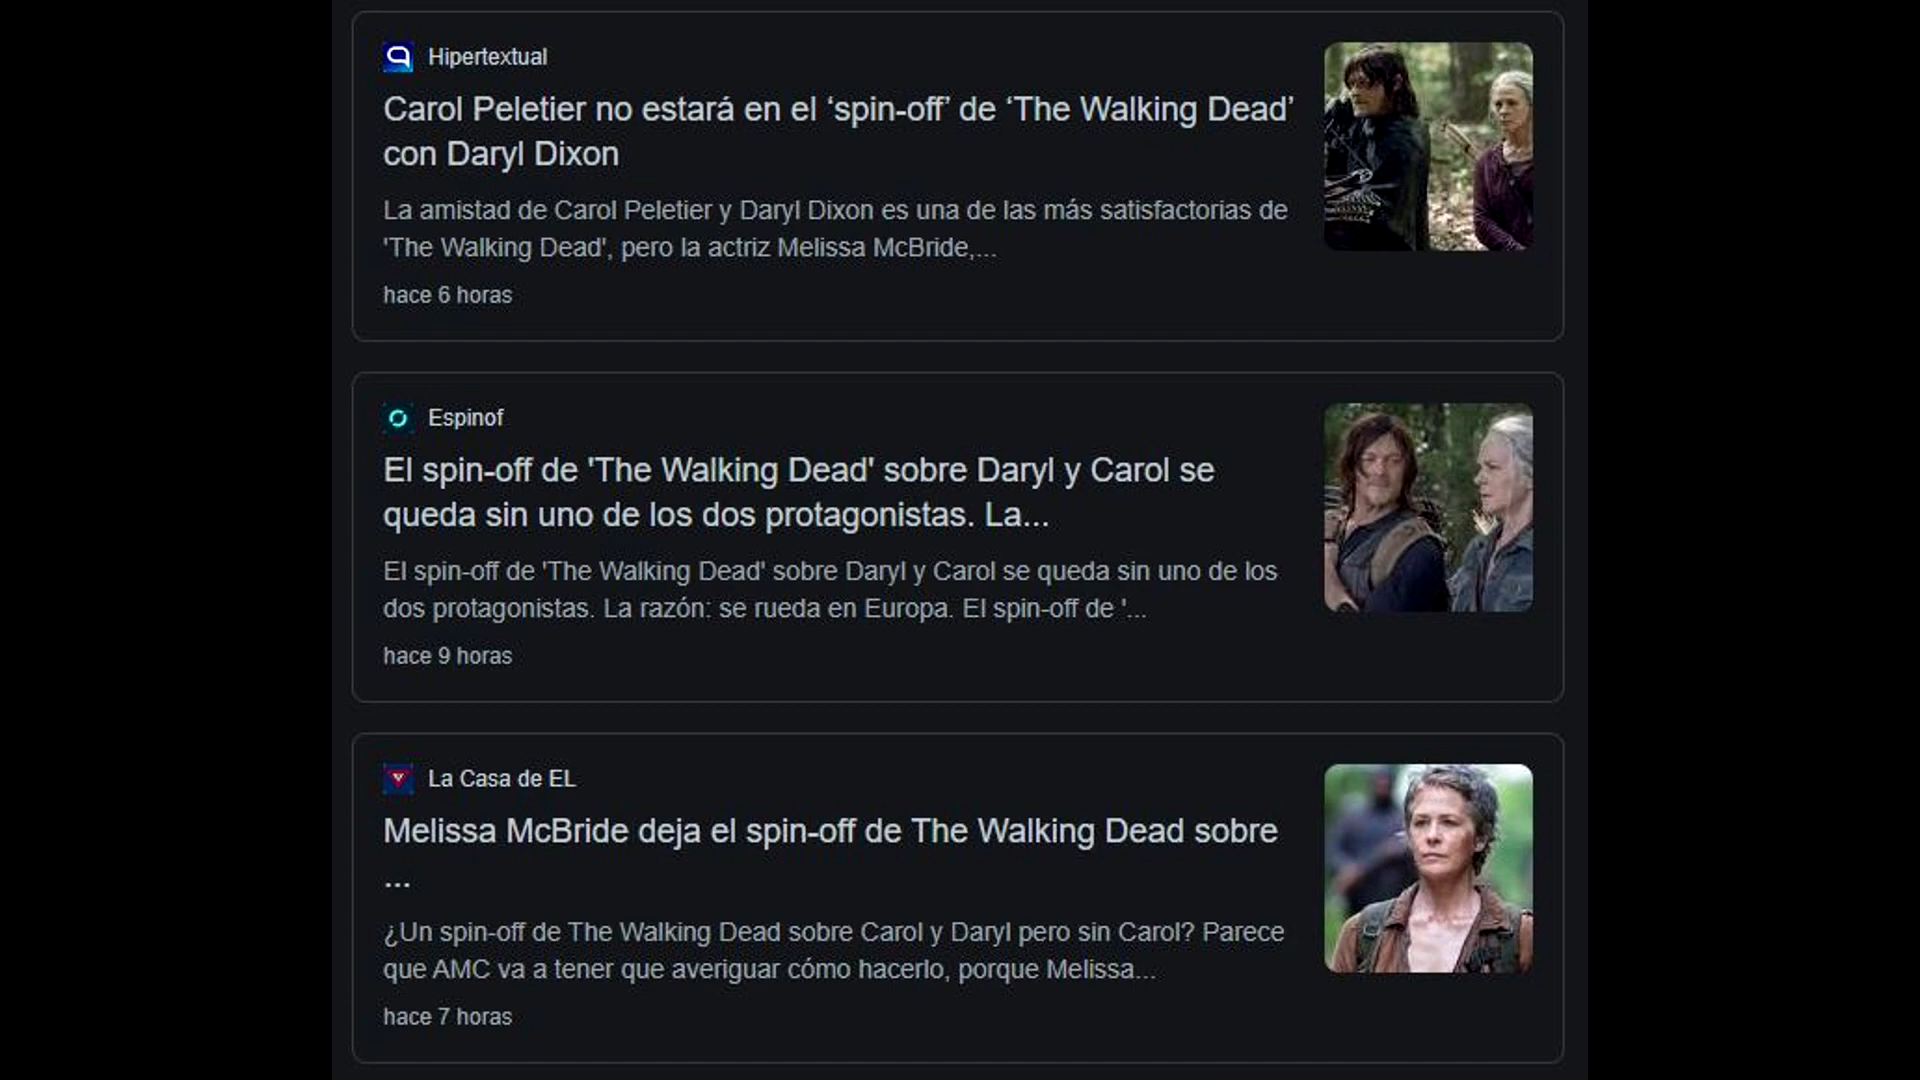 Hipertextual
Carol Peletier no estará en el ‘spin-off’ de ‘The Walking Dead’
con Daryl Dixon
La amistad de Carol Peletier y Daryl Dixon es una de las más satisfactorias de
'The Walking Dead', pero la actriz Melissa McBride,...
hace 6 horas
Espinof
El spin-off de 'The Walking Dead' sobre Daryl y Carol se
queda sin uno de los dos protagonistas. La...
El spin-off de 'The Walking Dead' sobre Daryl y Carol se queda sin uno de los
dos protagonistas. La razón: se rueda en Europa. El spin-off de '...
hace 9 horas
La Casa de EL
Melissa McBride deja el spin-off de The Walking Dead sobre
...
¿Un spin-off de The Walking Dead sobre Carol y Daryl pero sin Carol? Parece
que AMC va a tener que averiguar cómo hacerlo, porque Melissa...
hace 7 horas